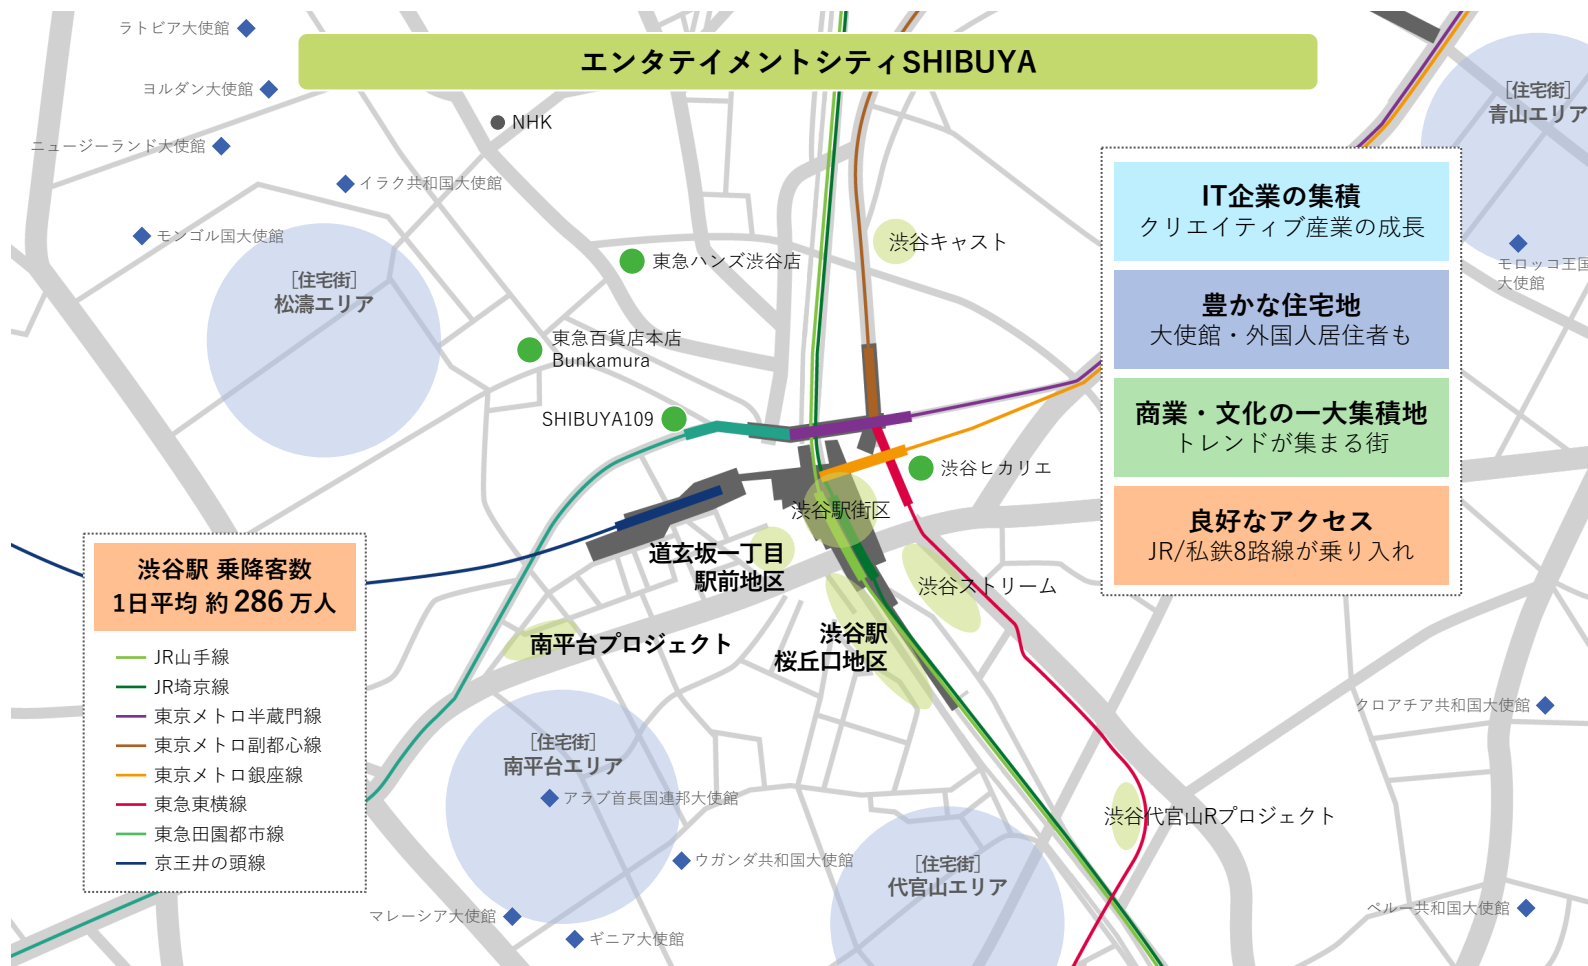 エンタテイメントシティSHIBUYA
ラトビア大使館
ヨルダン大使館
NHK
ニュージーランド大使館
イラク共和国大使館
モンゴル国大使館
[住宅街]
松濤エリア
東急ハンズ渋谷店
渋谷キャスト
東急百貨店本店
Bunkamura
SHIBUYA109
渋谷ヒカリエ
渋谷駅街区
道玄坂一丁目
駅前地区
渋谷ストリーム
南平台プロジェクト
渋谷駅
桜丘口地区
[住宅街]
青山エリア
モロッコ王国
大使館
IT企業の集積
クリエイティブ産業の成長
豊かな住宅地
大使館・外国人居住者も
商業・文化の一大集積地
トレンドが集まる街
良好なアクセス
JR/私鉄8路線が乗り入れ
渋谷駅 乗降客数
1日平均 約 286 万人
JR山手線
JR埼京線
東京メトロ半蔵門線
東京メトロ副都心線
東京メトロ銀座線
東急東横線
東急田園都市線
京王井の頭線
[住宅街]
南平台エリア
アラブ首長国連邦大使館
ウガンダ共和国大使館
マレーシア大使館
ギニア大使館
[住宅街]
代官山エリア
渋谷代官山Rプロジェクト
クロアチア共和国大使館
ペルー共和国大使館